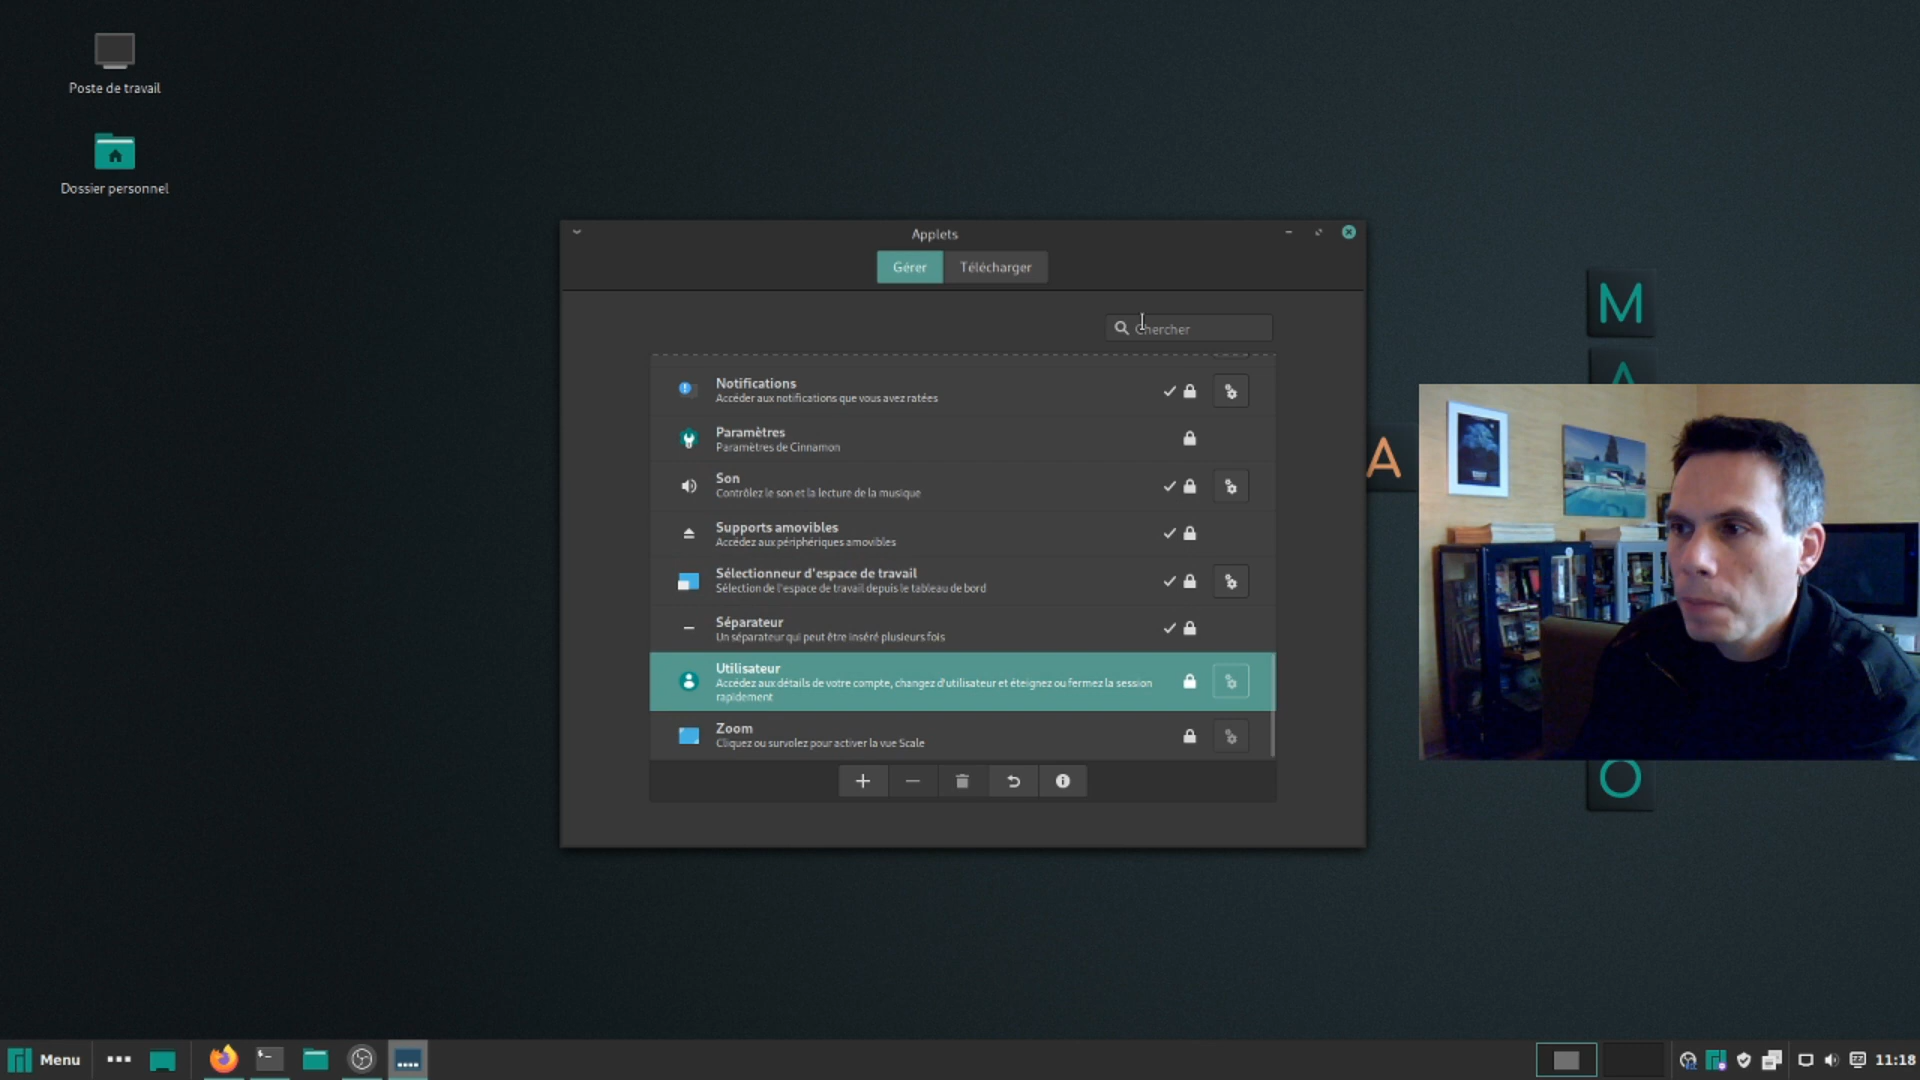 Poste de travail
Dossier personnel
Applets
Gérer
Télécharger
Chercher
Notifications
Accéder aux notifications que vous avez ratées
Paramètres
Paramètres de Cinnamon
Son
Contrôlez le son et la lecture de la musique
Supports amovibles
Accédez aux périphériques amovibles
Sélectionneur d'espace de travail
Sélection de l'espace de travail depuis le tableau de bord
Séparateur
Un séparateur qui peut être inséré plusieurs fois
Utilisateur
Accédez aux détails de votre compte, changez d'utilisateur et éteignez ou fermez la session
rapidement
Zoom
Cliquez ou survolez pour activer la vue Scale
M
A
A
O
Menu
11:18